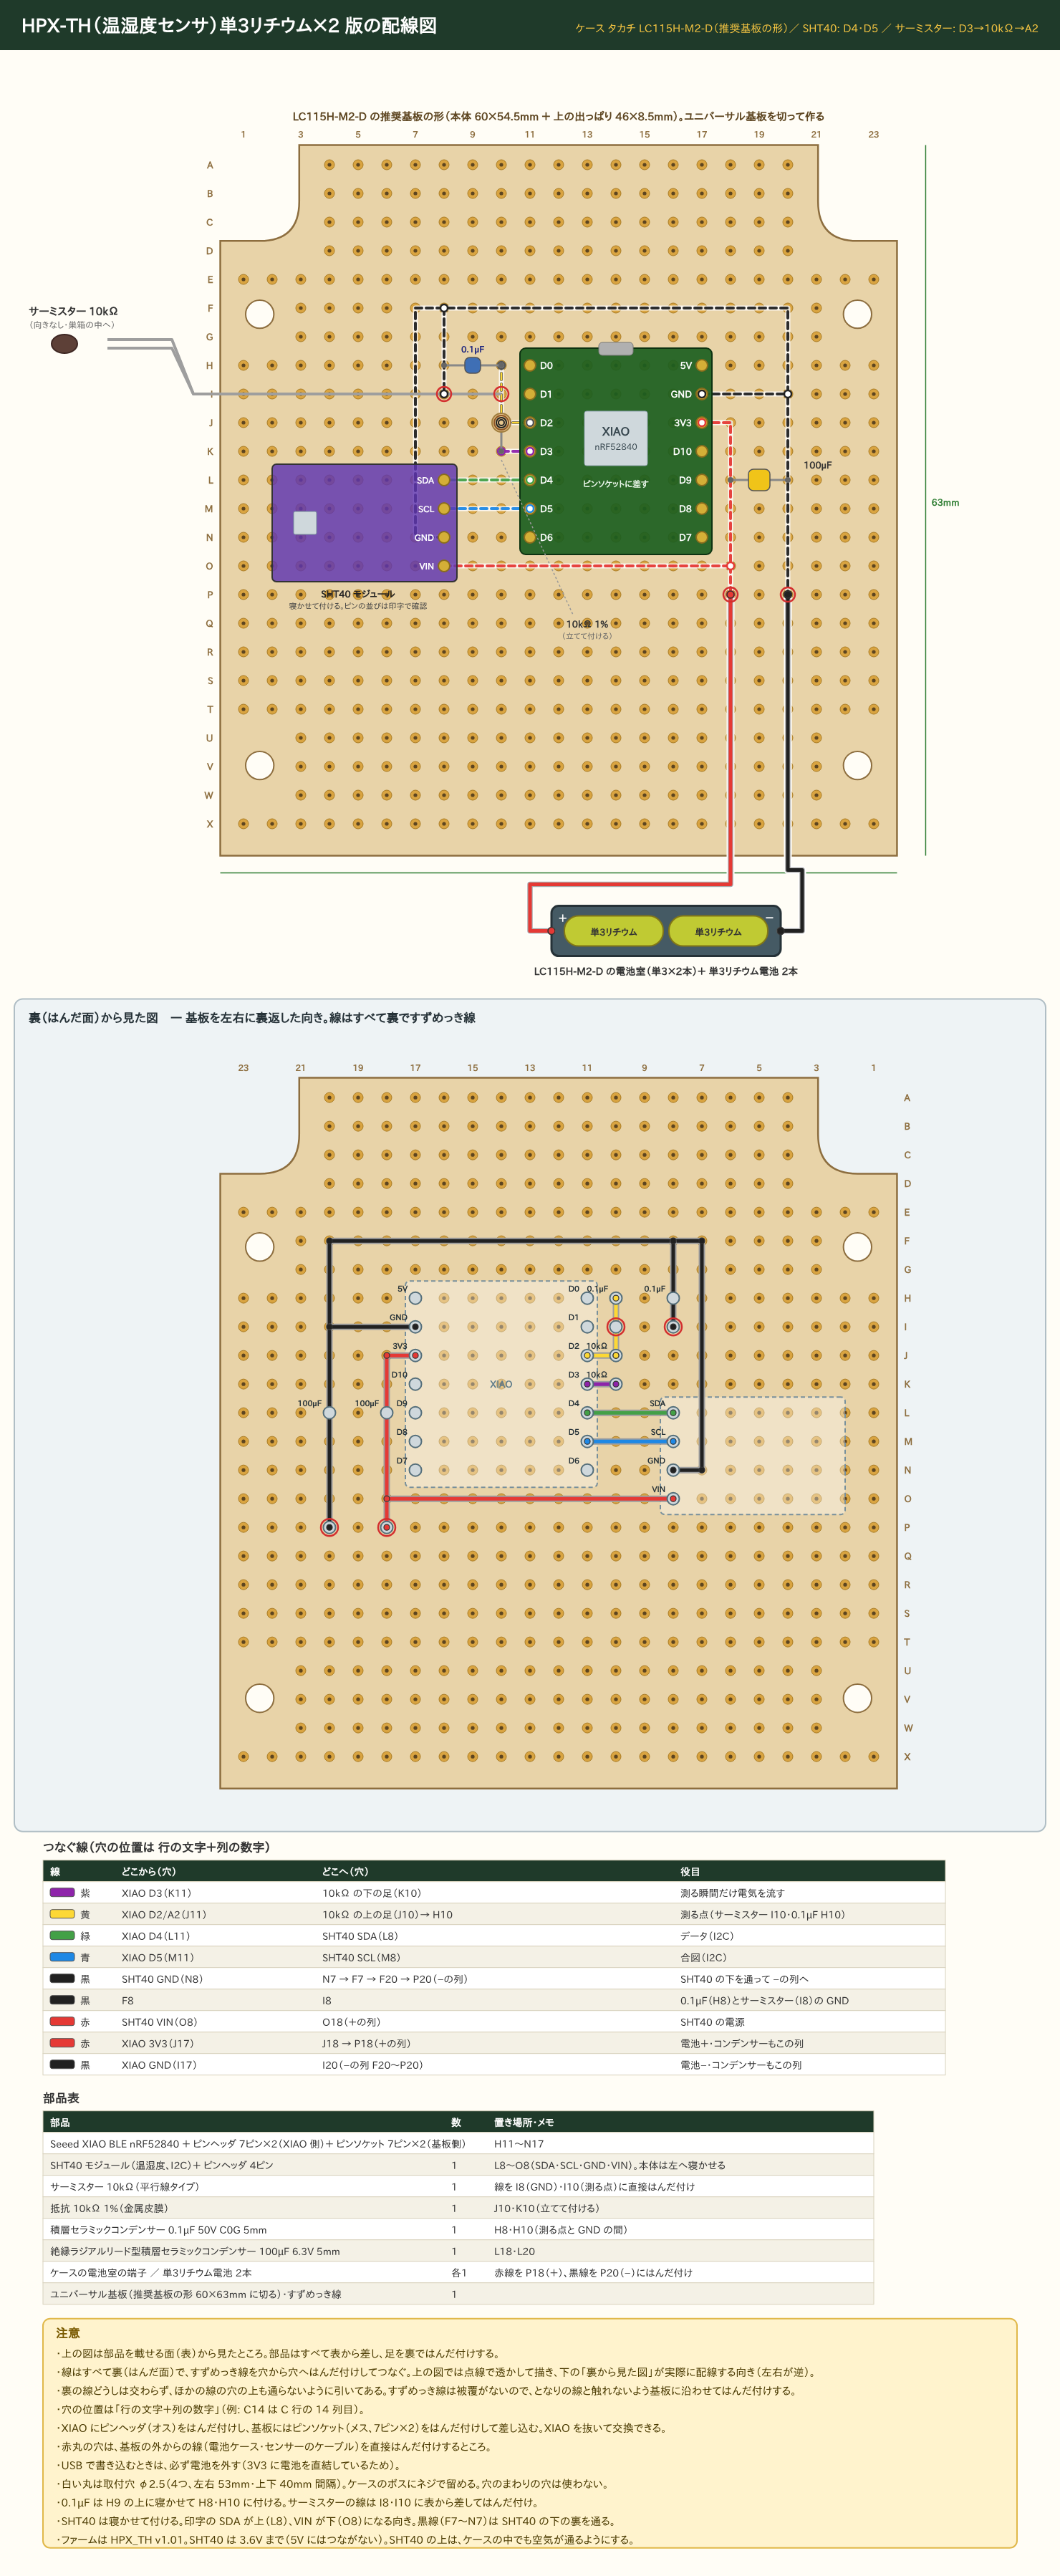 HPX-TH（温湿度センサ）単3リチウム×2 版の配線図
ケース タカチ LC115H-M2-D（推奨基板の形）／ SHT40: D4・D5 ／ サーミスター: D3→10kΩ→A2
LC115H-M2-D の推奨基板の形（本体 60×54.5mm ＋ 上の出っぱり 46×8.5mm）。ユニバーサル基板を切って作る
1 3 5 7 9 11 13 15 17 19 21 23
A
B
C
D
E
F
G
H
I
J
K
L
M
N
O
P
Q
R
S
T
U
V
W
X
サーミスター 10kΩ
（向きなし・巣箱の中へ）
0.1μF
D0 5V
D1 GND
D2 3V3
D3 D10
D4 D9
D5 D8
D6 D7
XIAO
nRF52840
ピンソケットに差す
100μF
63mm
SDA
SCL
GND
VIN
SHT40 モジュール
寝かせて付ける。ピンの並びは印字で確認
10kΩ 1%
（立てて付ける）
+ −
単3リチウム 単3リチウム
LC115H-M2-D の電池室（単3×2本）＋ 単3リチウム電池 2本
裏（はんだ面）から見た図　— 基板を左右に裏返した向き。線はすべて裏ですずめっき線
23 21 19 17 15 13 11 9 7 5 3 1
A
B
C
D
E
F
G
H
I
J
K
L
M
N
O
P
Q
R
S
T
U
V
W
X
5V D0 0.1μF 0.1μF
GND D1
3V3 D2 10kΩ
D10 XIAO D3 10kΩ
100μF 100μF D9 D4 SDA
D8 D5 SCL
D7 D6 GND
VIN
つなぐ線（穴の位置は 行の文字＋列の数字）
線 どこから（穴） どこへ（穴） 役目
紫 XIAO D3（K11） 10kΩ の下の足（K10） 測る瞬間だけ電気を流す
黄 XIAO D2/A2（J11） 10kΩ の上の足（J10）→ H10 測る点（サーミスター I10・0.1μF H10）
緑 XIAO D4（L11） SHT40 SDA（L8） データ（I2C）
青 XIAO D5（M11） SHT40 SCL（M8） 合図（I2C）
黒 SHT40 GND（N8） N7 → F7 → F20 → P20（−の列） SHT40 の下を通って −の列へ
黒 F8 I8 0.1μF（H8）とサーミスター（I8）の GND
赤 SHT40 VIN（O8） O18（＋の列） SHT40 の電源
赤 XIAO 3V3（J17） J18 → P18（＋の列） 電池＋・コンデンサーもこの列
黒 XIAO GND（I17） I20（−の列 F20〜P20） 電池−・コンデンサーもこの列
部品表
部品 数 置き場所・メモ
Seeed XIAO BLE nRF52840 ＋ ピンヘッダ 7ピン×2（XIAO 側）＋ ピンソケット 7ピン×2（基板側） H11〜N17
SHT40 モジュール（温湿度、I2C）＋ ピンヘッダ 4ピン 1 L8〜O8（SDA・SCL・GND・VIN）。本体は左へ寝かせる
サーミスター 10kΩ（平行線タイプ） 1 線を I8（GND）・I10（測る点）に直接はんだ付け
抵抗 10kΩ 1%（金属皮膜） 1 J10・K10（立てて付ける）
積層セラミックコンデンサー 0.1μF 50V C0G 5mm 1 H8・H10（測る点と GND の間）
絶縁ラジアルリード型積層セラミックコンデンサー 100μF 6.3V 5mm 1 L18・L20
ケースの電池室の端子 ／ 単3リチウム電池 2本 各1 赤線を P18（＋）、黒線を P20（−）にはんだ付け
ユニバーサル基板（推奨基板の形 60×63mm に切る）・すずめっき線 1
注意
・上の図は部品を載せる面（表）から見たところ。部品はすべて表から差し、足を裏ではんだ付けする。
・線はすべて裏（はんだ面）で、すずめっき線を穴から穴へはんだ付けしてつなぐ。上の図では点線で透かして描き、下の「裏から見た図」が実際に配線する向き（左右が逆）。
・裏の線どうしは交わらず、ほかの線の穴の上も通らないように引いてある。すずめっき線は被覆がないので、となりの線と触れないよう基板に沿わせてはんだ付けする。
・穴の位置は「行の文字＋列の数字」（例: C14 は C 行の 14 列目）。
・XIAO にピンヘッダ（オス）をはんだ付けし、基板にはピンソケット（メス、7ピン×2）をはんだ付けして差し込む。XIAO を抜いて交換できる。
・赤丸の穴は、基板の外からの線（電池ケース・センサーのケーブル）を直接はんだ付けするところ。
・USB で書き込むときは、必ず電池を外す（3V3 に電池を直結しているため）。
・白い丸は取付穴 φ2.5（4つ、左右 53mm・上下 40mm 間隔）。ケースのボスにネジで留める。穴のまわりの穴は使わない。
・0.1μF は H9 の上に寝かせて H8・H10 に付ける。サーミスターの線は I8・I10 に表から差してはんだ付け。
・SHT40 は寝かせて付ける。印字の SDA が上（L8）、VIN が下（O8）になる向き。黒線（F7〜N7）は SHT40 の下の裏を通る。
・ファームは HPX_TH v1.01。SHT40 は 3.6V まで（5V にはつながない）。SHT40 の上は、ケースの中でも空気が通るようにする。